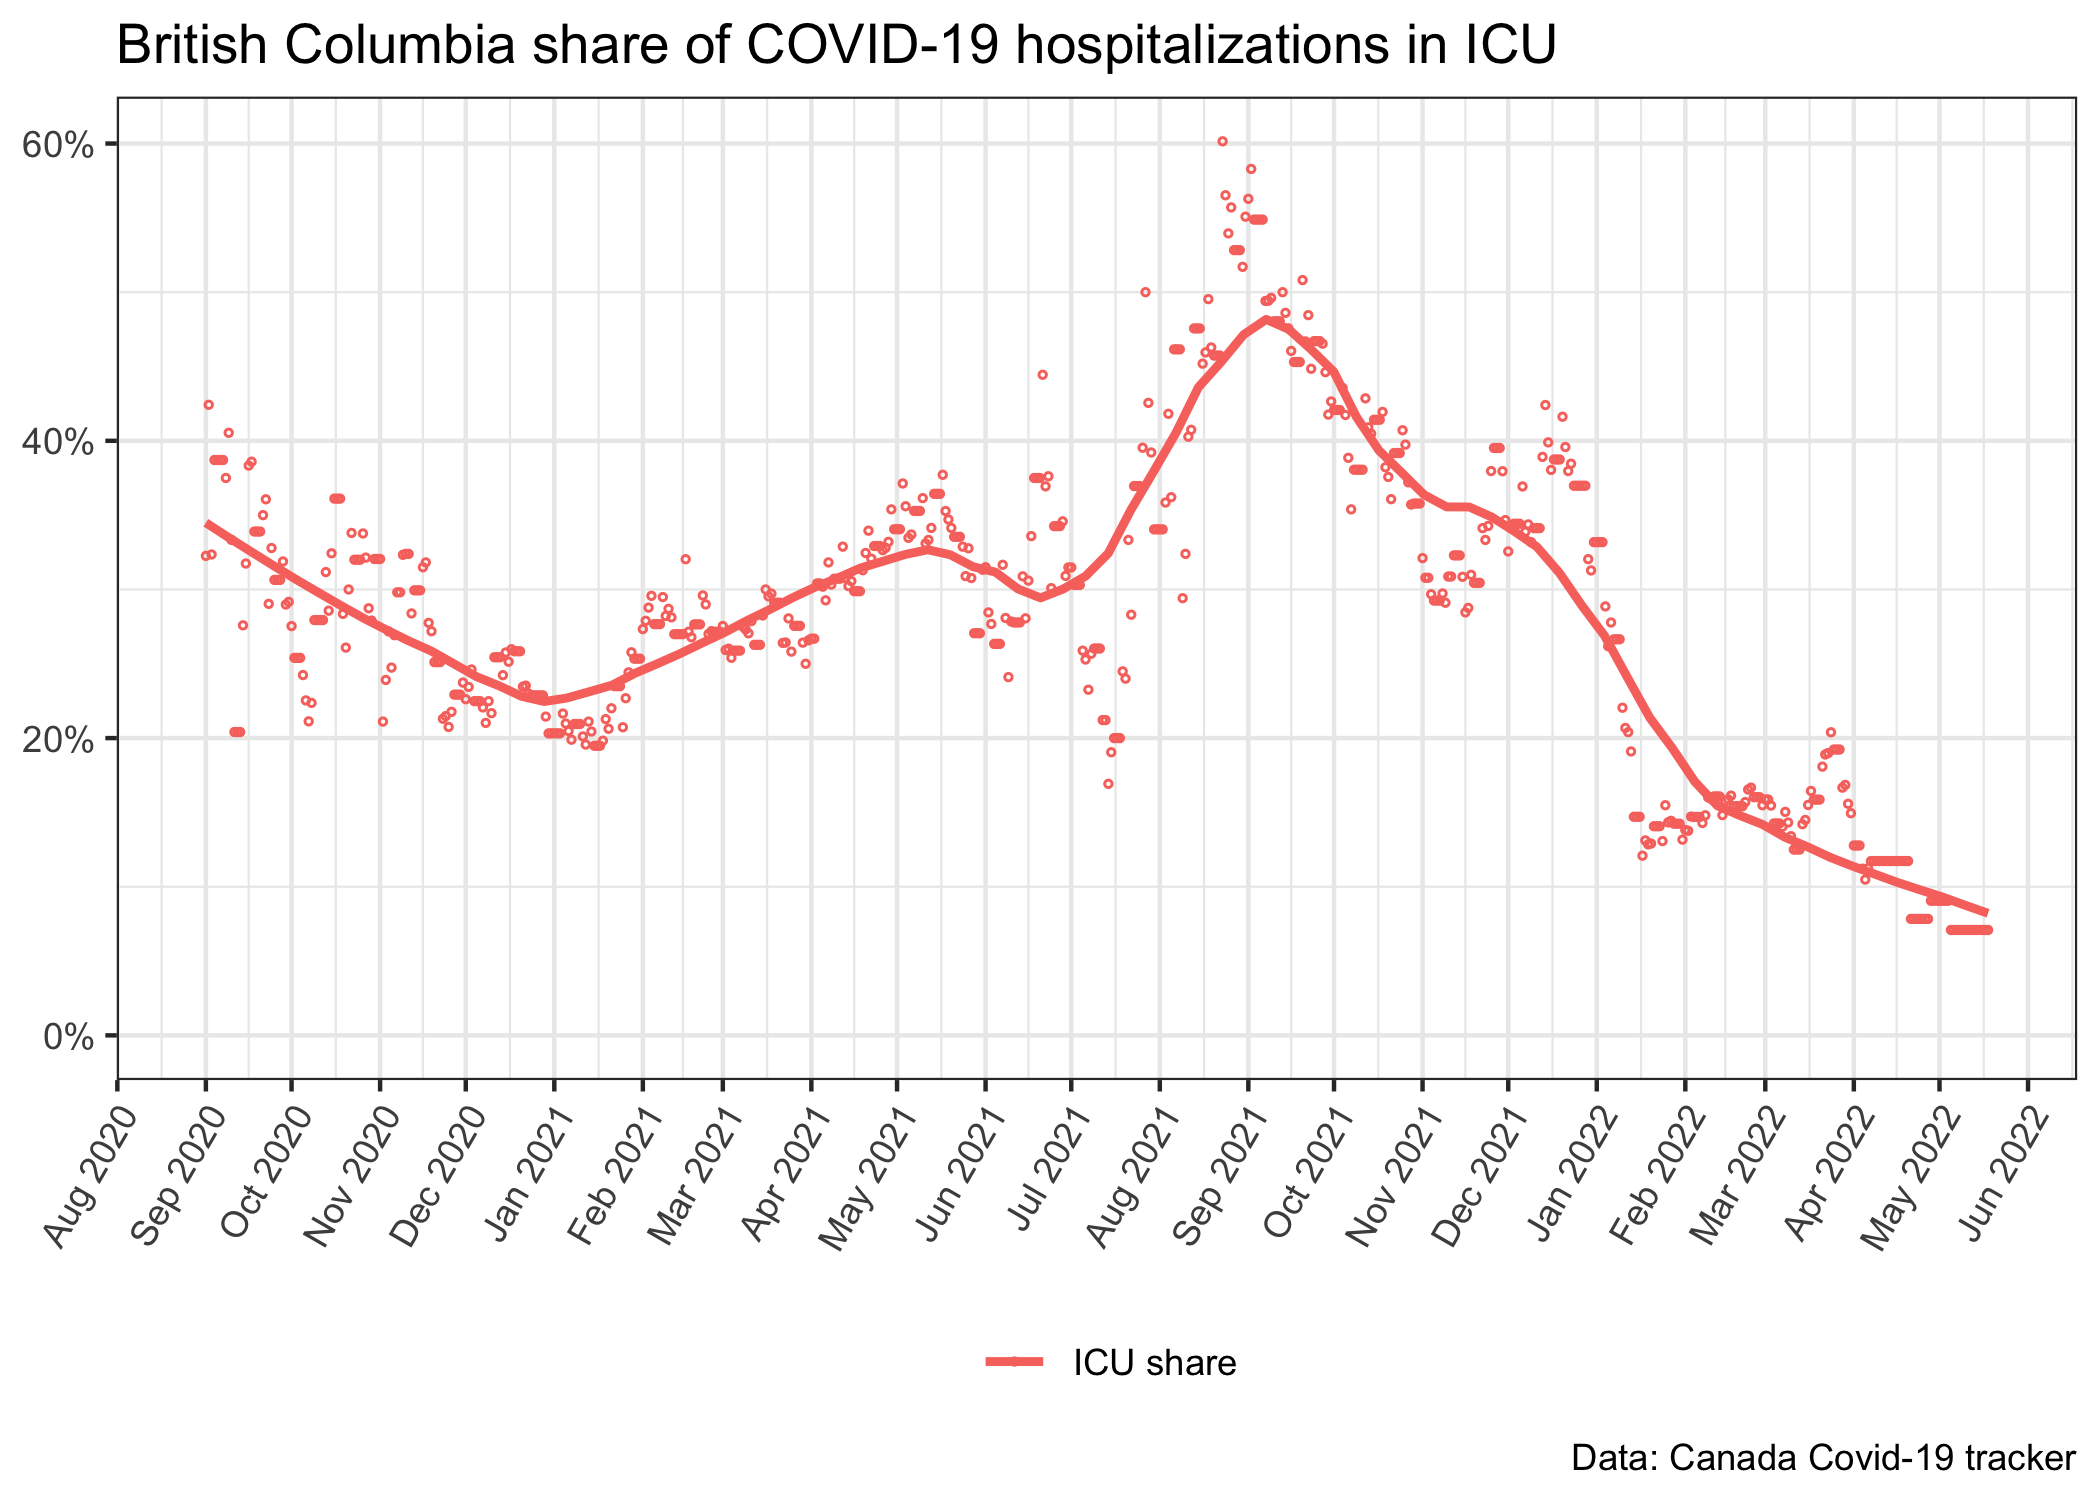 British Columbia share of COVID-19 hospitalizations in ICU
60%
40%
20%
0%
Aug 2020
Sep 2020
Oct 2020
Nov 2020
Dec 2020
Jan 2021
Feb 2021
Mar 2021
Apr 2021
May 2021
Jun 2021
Jul 2021
Aug 2021
Sep 2021
Oct 2021
Nov 2021
Dec 2021
Jan 2022
Feb 2022
Mar 2022
Apr 2022
May 2022
Jun 2022
ICU share
Data: Canada Covid-19 tracker